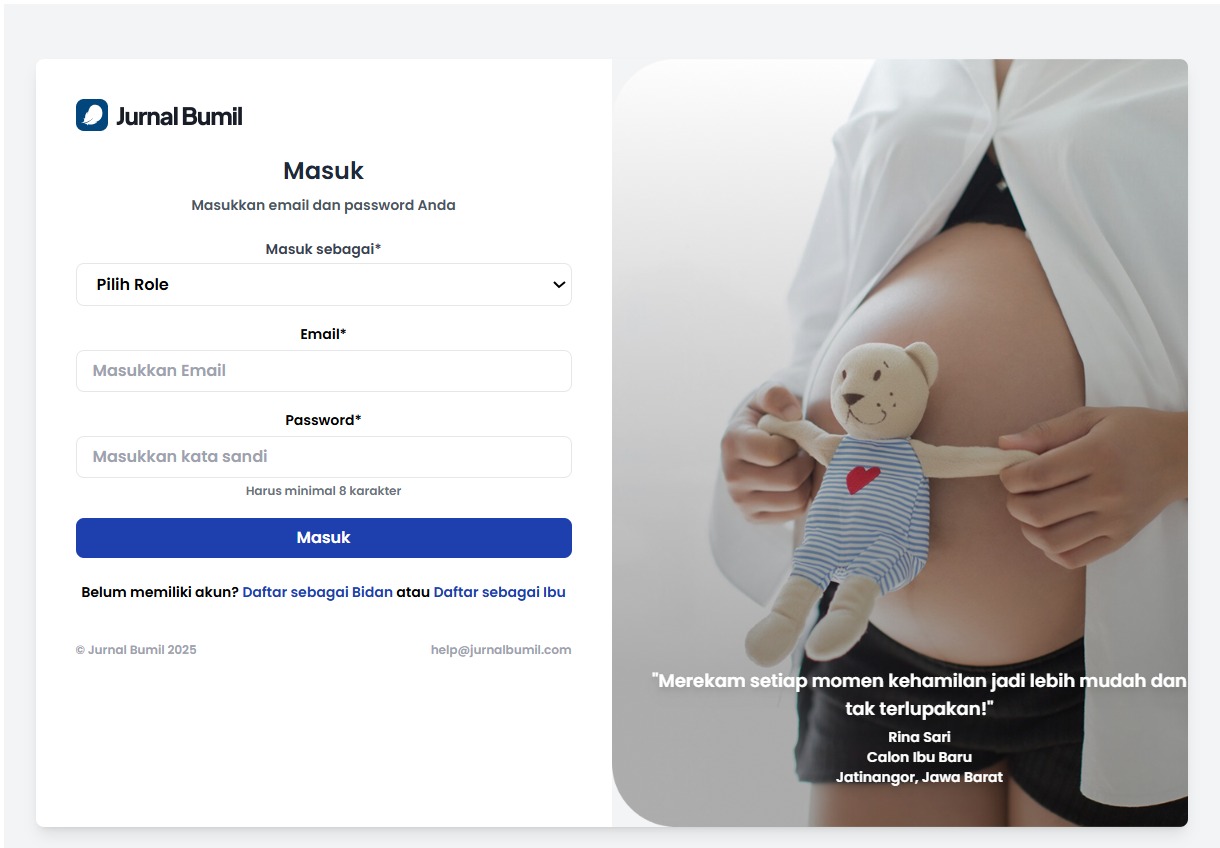 Jurnal Bumil
Masuk
Masukkan email dan password Anda
Masuk sebagai*
Pilih Role
Email*
Masukkan Email
Password*
Masukkan kata sandi
Harus minimal 8 karakter
Masuk
Belum memiliki akun? Daftar sebagai Bidan atau Daftar sebagai Ibu
© Jurnal Bumil 2025
help@jurnalbumil.com
"Merekam setiap momen kehamilan jadi lebih mudah dan
tak terlupakan!"
Rina Sari
Calon Ibu Baru
Jatinangor, Jawa Barat